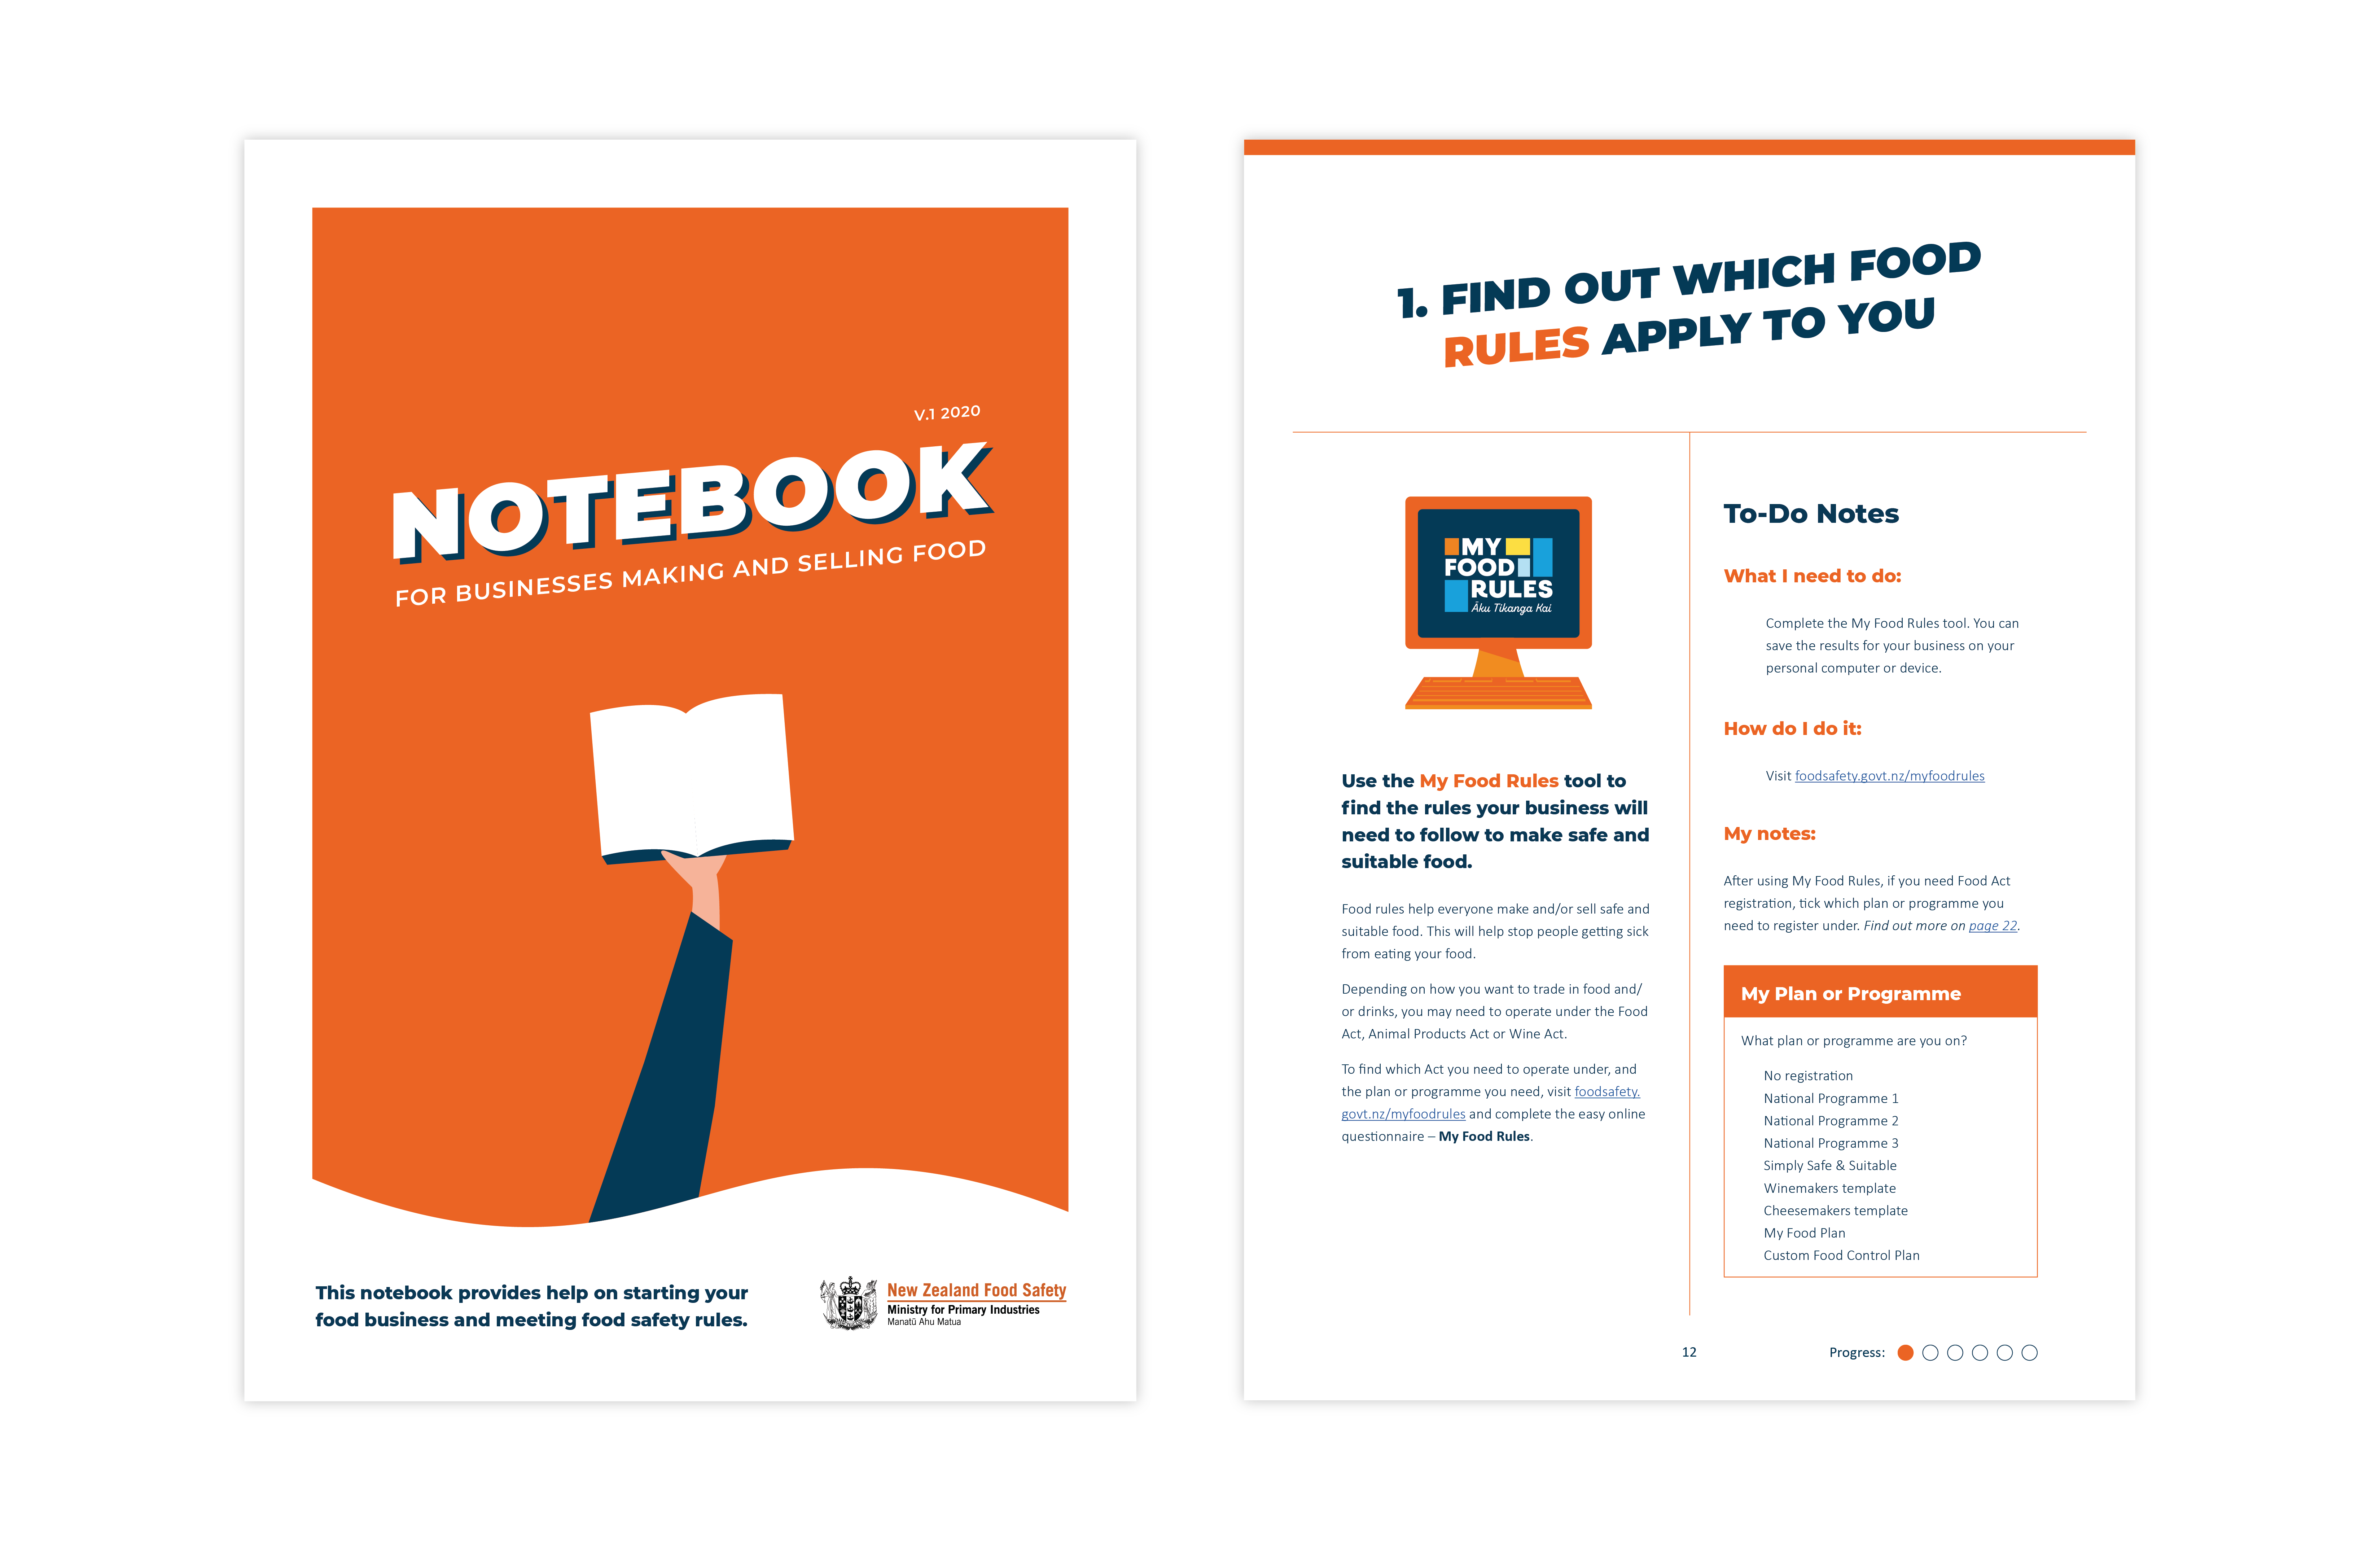 V.1 2020
NOTEBOOK
FOR BUSINESSES MAKING AND SELLING FOOD
This notebook provides help on starting your
food business and meeting food safety rules.
New Zealand Food Safety
Ministry for Primary Industries
Manatū Ahu Matua
1. FIND OUT WHICH FOOD
RULES APPLY TO YOU
MY
FOOD
RULES
Āku Tikanga Kai
Use the My Food Rules tool to
find the rules your business will
need to follow to make safe and
suitable food.
Food rules help everyone make and/or sell safe and
suitable food. This will help stop people getting sick
from eating your food.
Depending on how you want to trade in food and/
or drinks, you may need to operate under the Food
Act, Animal Products Act or Wine Act.
To find which Act you need to operate under, and
the plan or programme you need, visit foodsafety.
govt.nz/myfoodrules and complete the easy online
questionnaire – My Food Rules.
To-Do Notes
What I need to do:
Complete the My Food Rules tool. You can
save the results for your business on your
personal computer or device.
How do I do it:
Visit foodsafety.govt.nz/myfoodrules
My notes:
After using My Food Rules, if you need Food Act
registration, tick which plan or programme you
need to register under. Find out more on page 22.
My Plan or Programme
What plan or programme are you on?
No registration
National Programme 1
National Programme 2
National Programme 3
Simply Safe & Suitable
Winemakers template
Cheesemakers template
My Food Plan
Custom Food Control Plan
12
Progress: